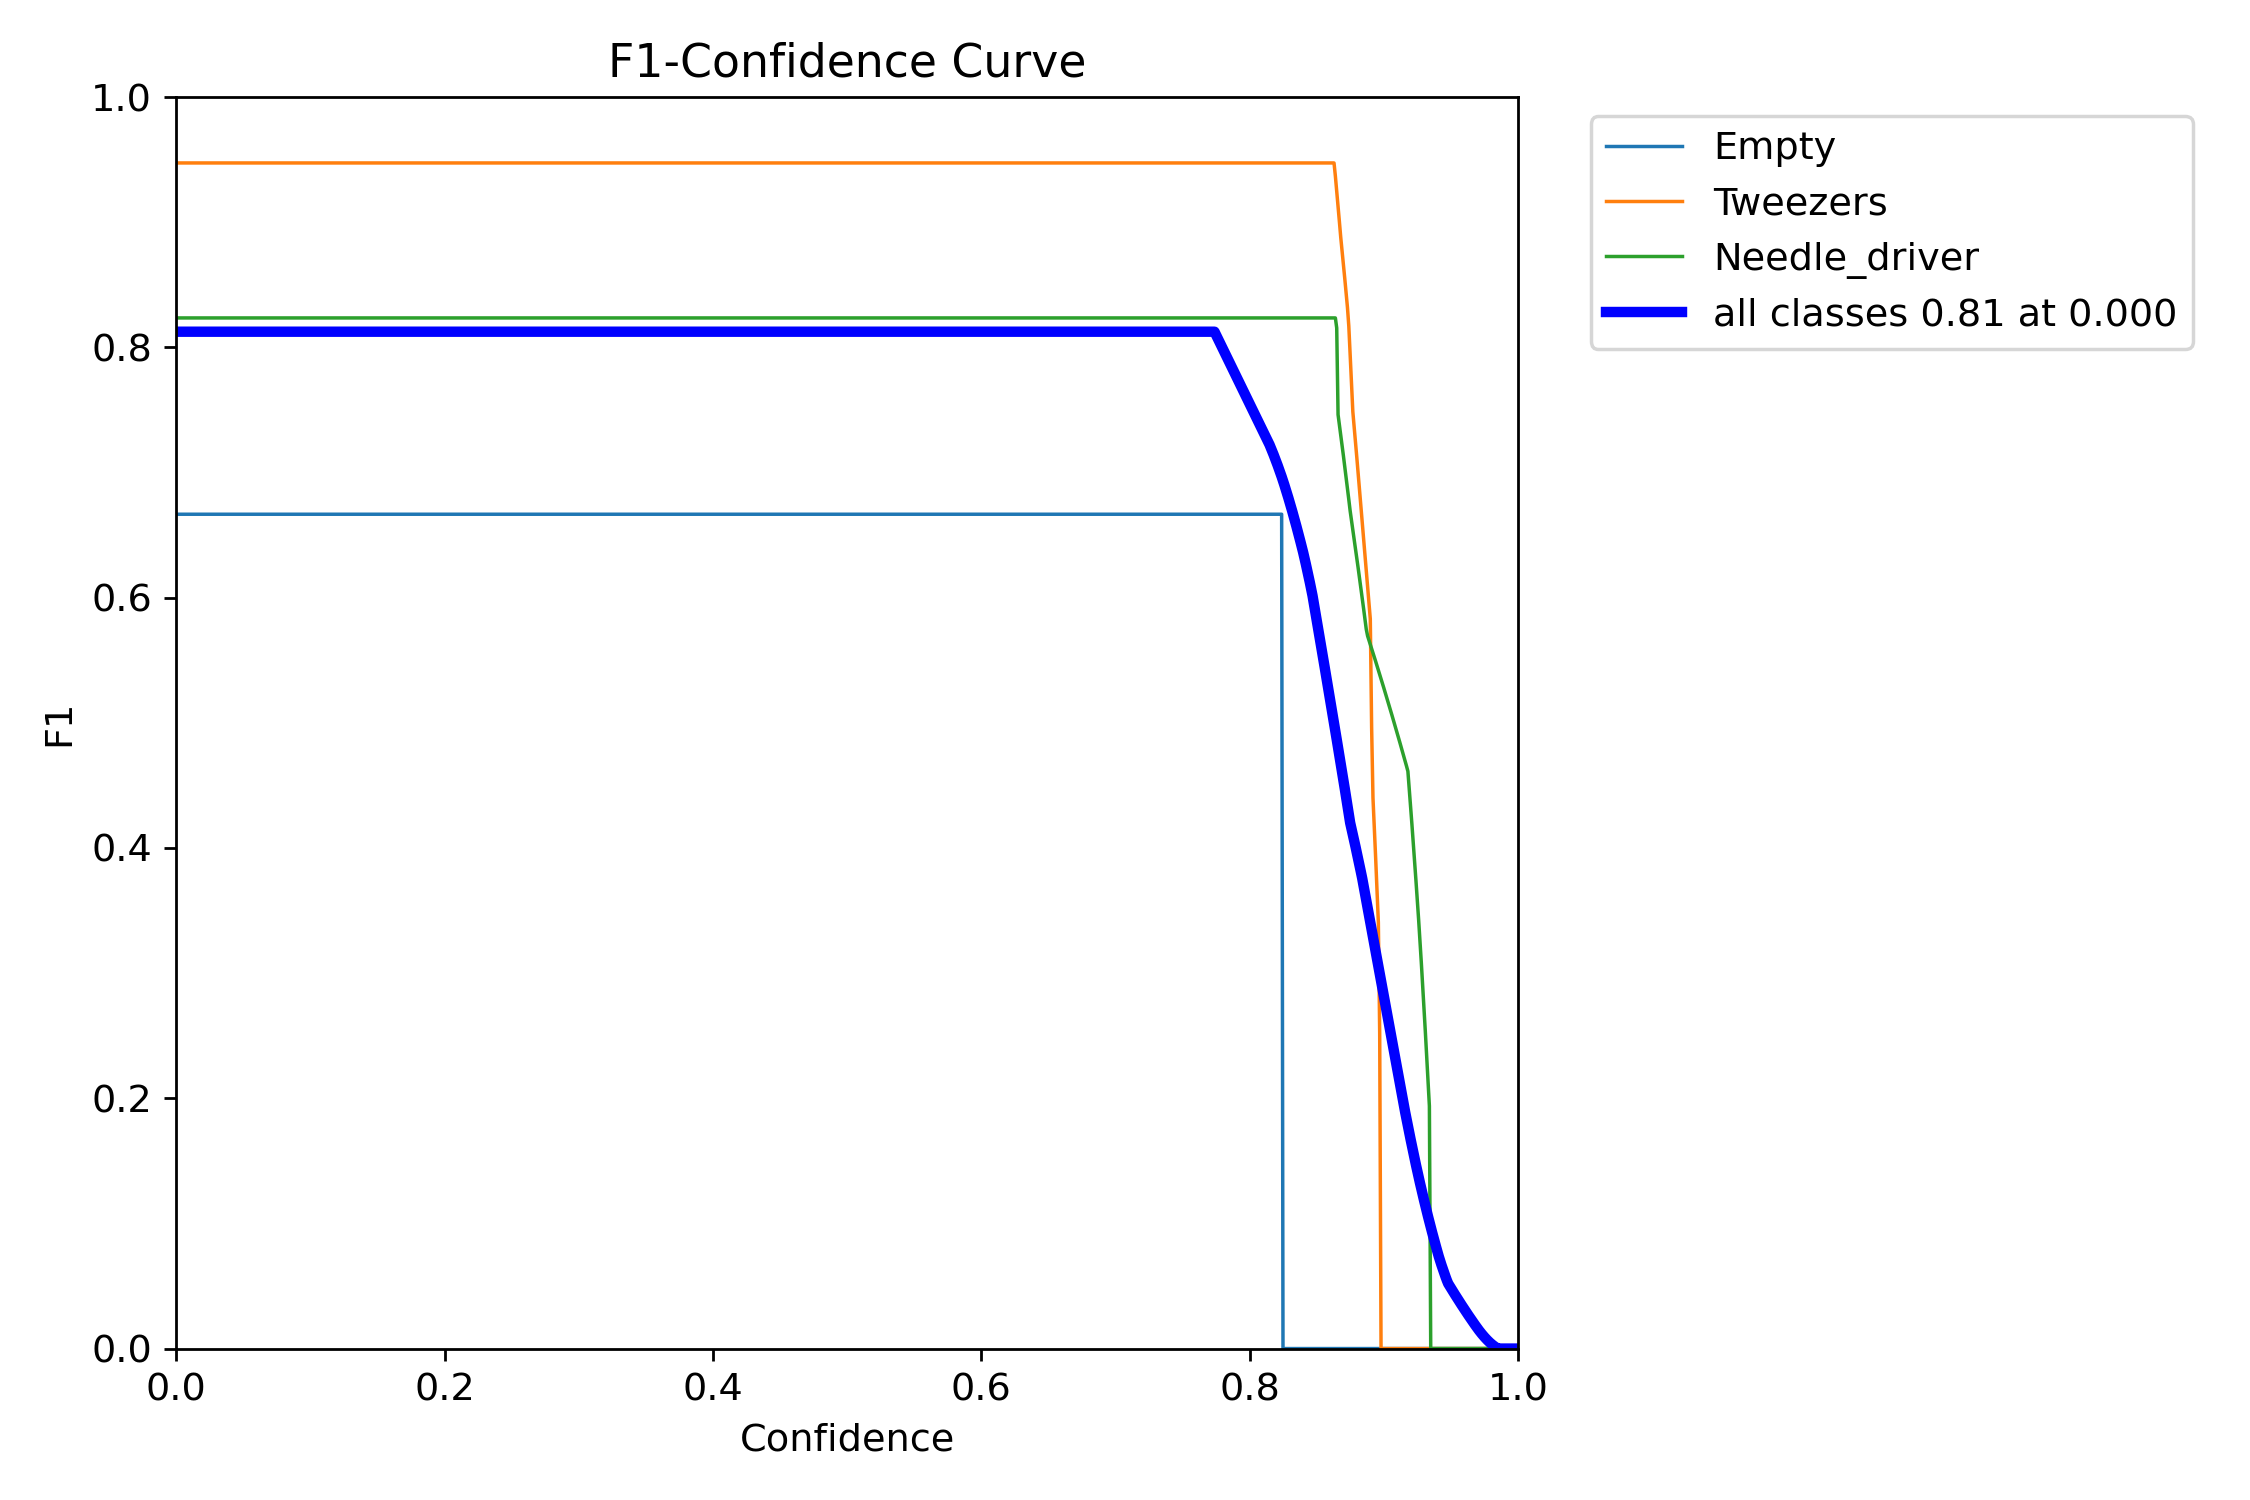 F1-Confidence Curve
1.0
0.8
0.6
0.4
0.2
0.0
F1
0.0 0.2 0.4 0.6 0.8 1.0
Confidence
Empty
Tweezers
Needle_driver
all classes 0.81 at 0.000